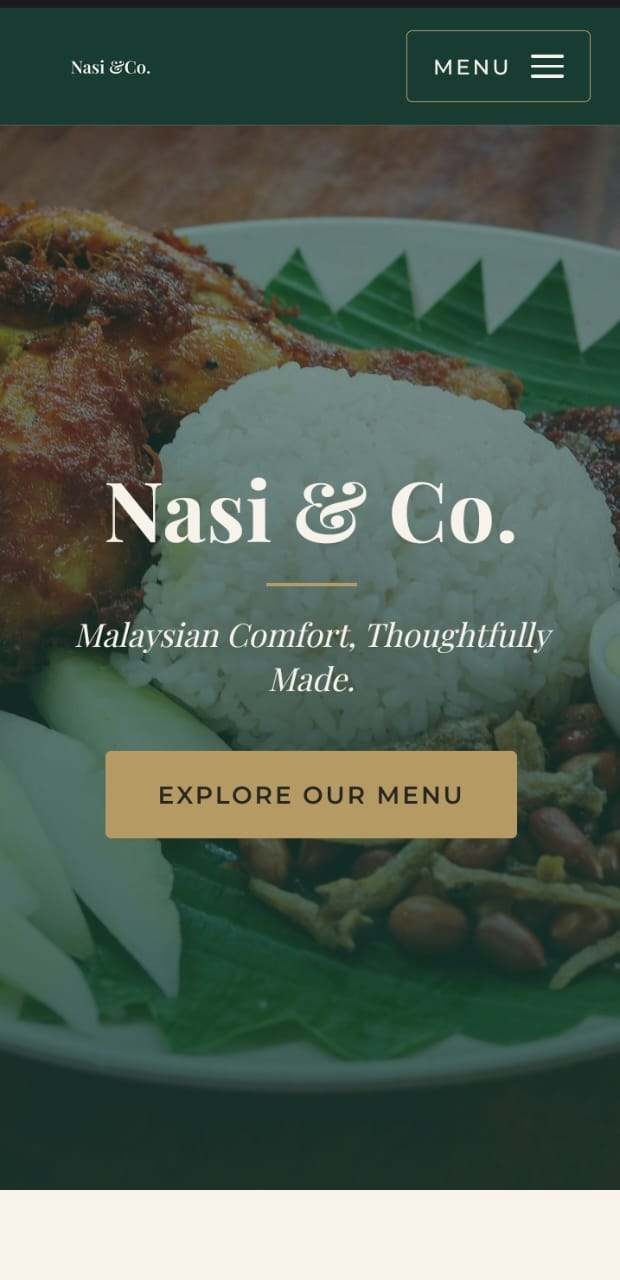 Nasi &Co.
MENU
Nasi & Co.
Malaysian Comfort, Thoughtfully
Made.
EXPLORE OUR MENU